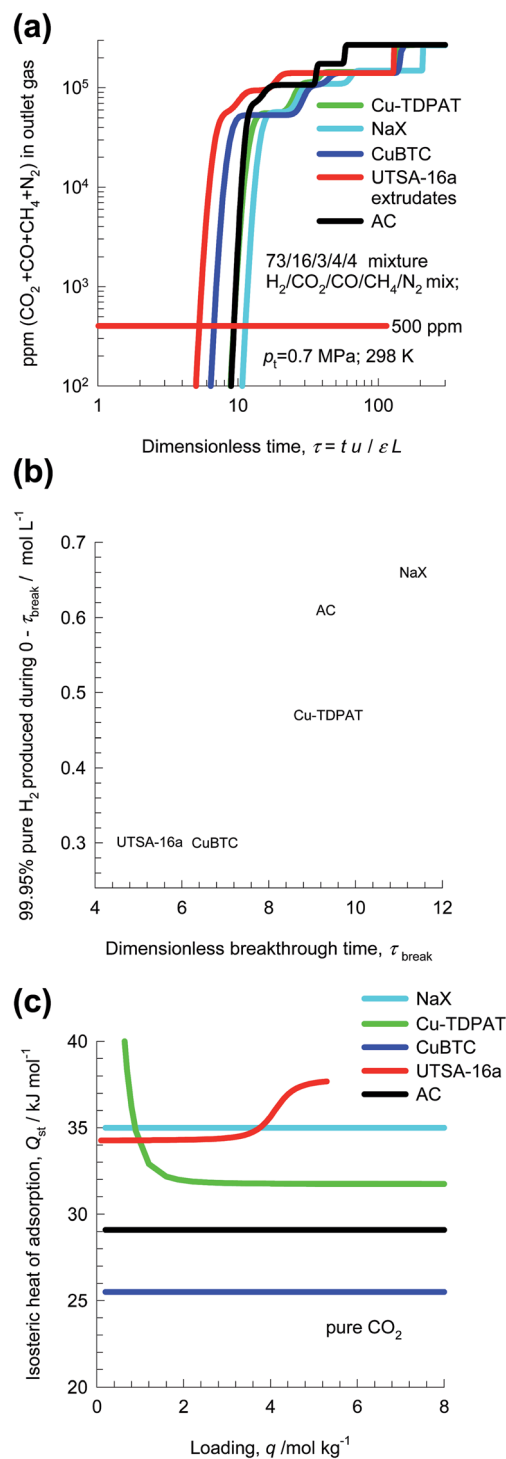 (a)
ppm (CO2 +CO+CH4+N2) in outlet gas
10^5
10^4
10^3
10^2
Cu-TDPAT
NaX
CuBTC
UTSA-16a
extrudates
AC
73/16/3/4/4 mixture
H2/CO2/CO/CH4/N2 mix;
500 ppm
pt=0.7 MPa; 298 K
1
10
100
Dimensionless time, τ = t u / ε L
(b)
99.95% pure H2 produced during 0 - τbreak / mol L^-1
0.7
0.6
0.5
0.4
0.3
NaX
AC
Cu-TDPAT
UTSA-16a
CuBTC
4
6
8
10
12
Dimensionless breakthrough time, τ break
(c)
NaX
Cu-TDPAT
CuBTC
UTSA-16a
AC
Isosteric heat of adsorption, Qst / kJ mol^-1
40
35
30
25
20
pure CO2
0
2
4
6
8
Loading, q /mol kg^-1